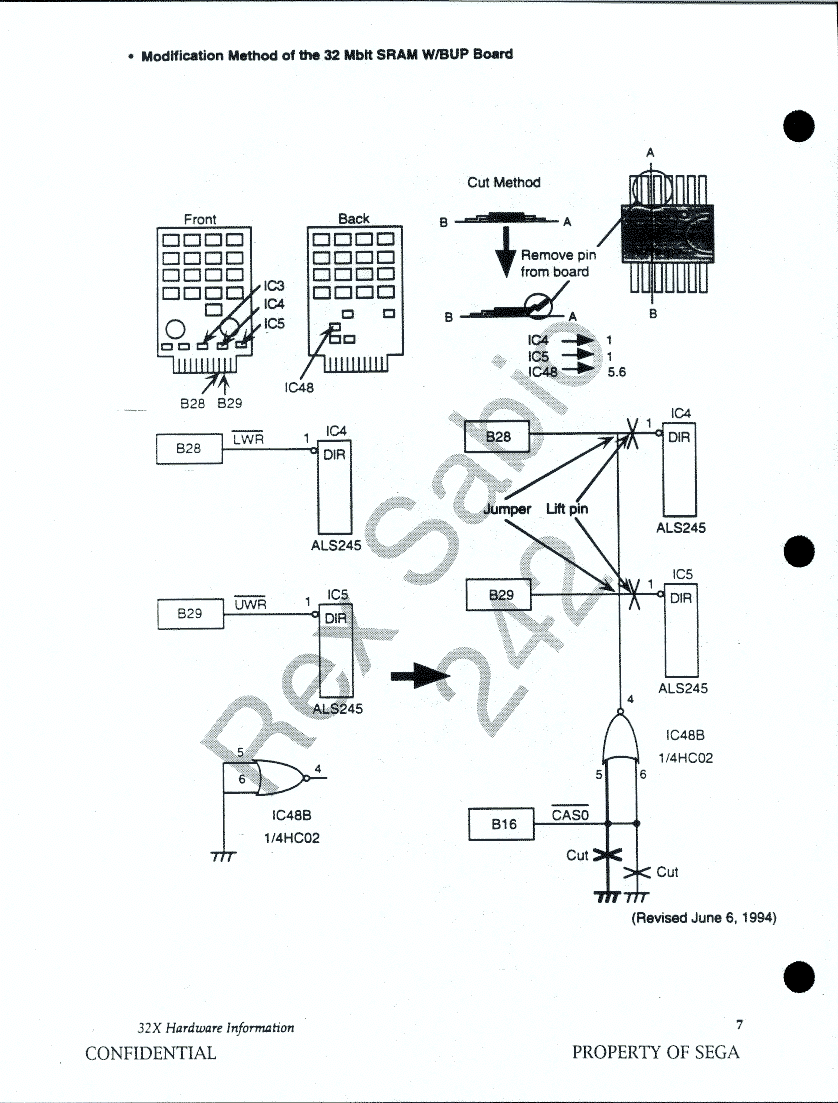 • Modification Method of the 32 Mbit SRAM W/BUP Board
Front
Back
IC3
IC4
IC5
B28 B29
IC48
Cut Method
B A
Remove pin
from board
B A
A
B
IC4 1
IC5 1
IC48 5.6
B28
LWR
1
IC4
DIR
ALS245
B29
UWR
1
IC5
DIR
ALS245
5
6
4
IC48B
1/4HC02
B28
1
IC4
DIR
ALS245
Jumper Lift pin
B29
1
IC5
DIR
ALS245
4
IC48B
1/4HC02
5 6
B16
CAS0
Cut
Cut
Rex Sabio
242
(Revised June 6, 1994)
32X Hardware Information
7
CONFIDENTIAL
PROPERTY OF SEGA